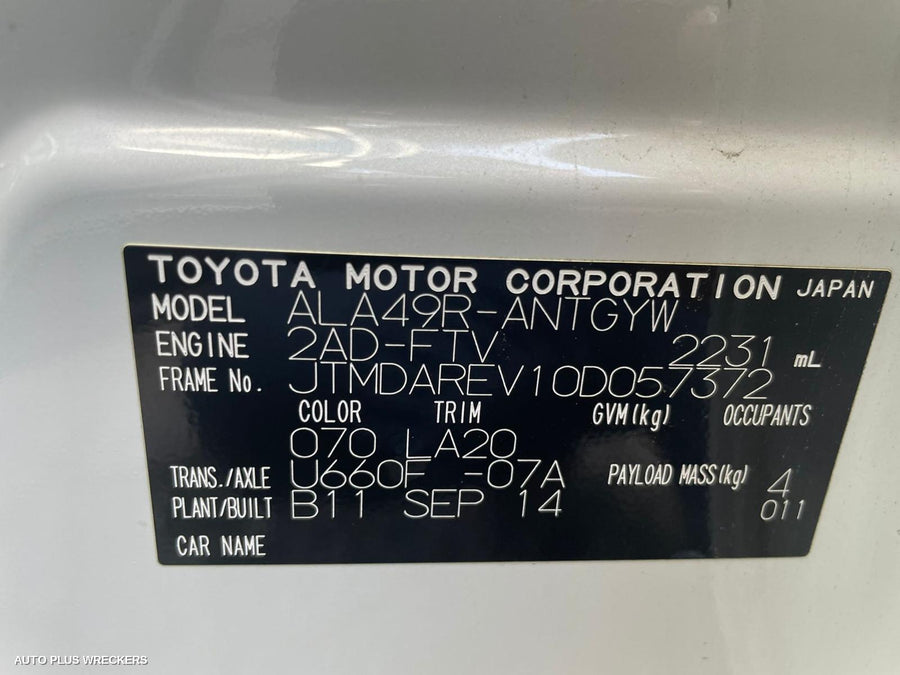 TOYOTA MOTOR CORPORATION JAPAN
MODEL ALA49R-ANTGYW
ENGINE 2AD-FTV 2231 mL
FRAME No. JTMDAREV10D057372
COLOR TRIM GVM(kg) OCCUPANTS
070 LA20
TRANS./AXLE U660F -07A PAYLOAD MASS(kg) 4
PLANT/BUILT B11 SEP 14 011
CAR NAME
AUTO PLUS WRECKERS